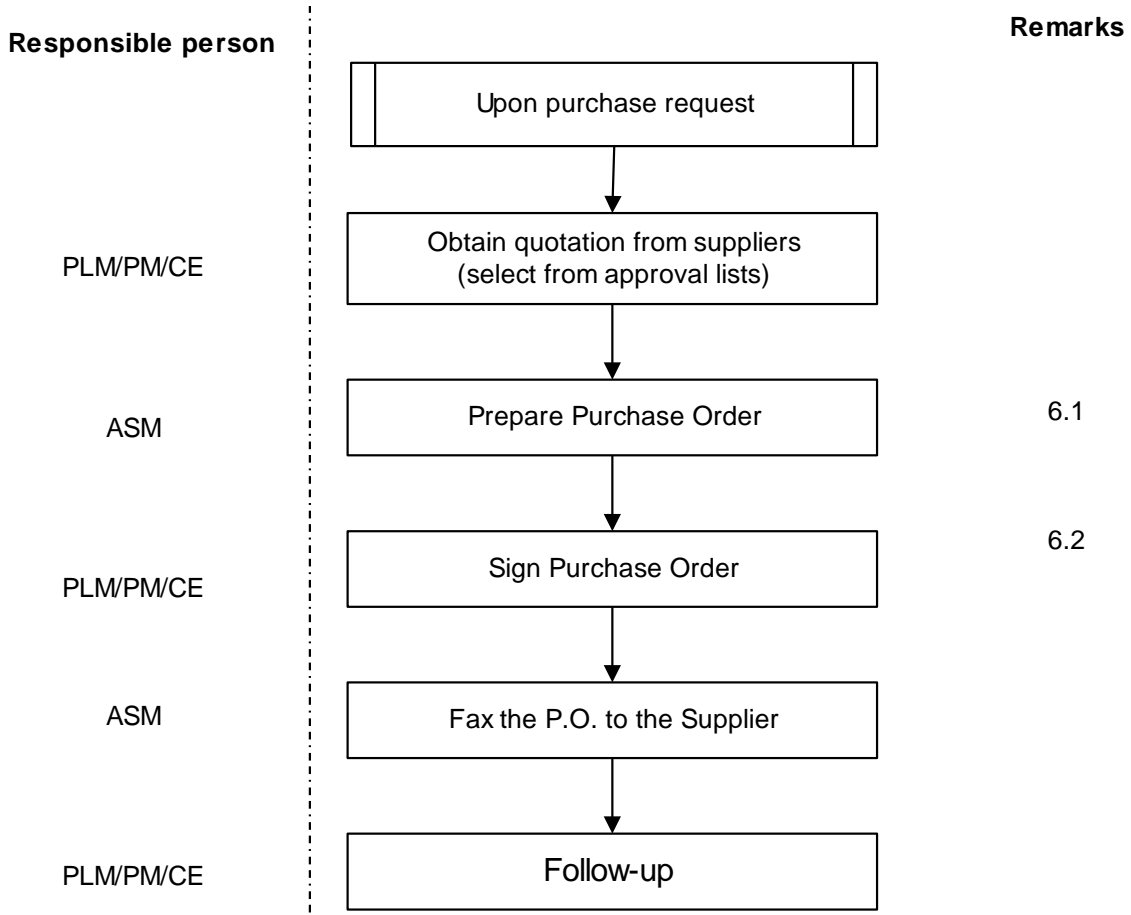 Responsible person
Remarks
Upon purchase request
PLM/PM/CE
Obtain quotation from suppliers
(select from approval lists)
ASM
Prepare Purchase Order
6.1
PLM/PM/CE
Sign Purchase Order
6.2
ASM
Fax the P.O. to the Supplier
PLM/PM/CE
Follow-up